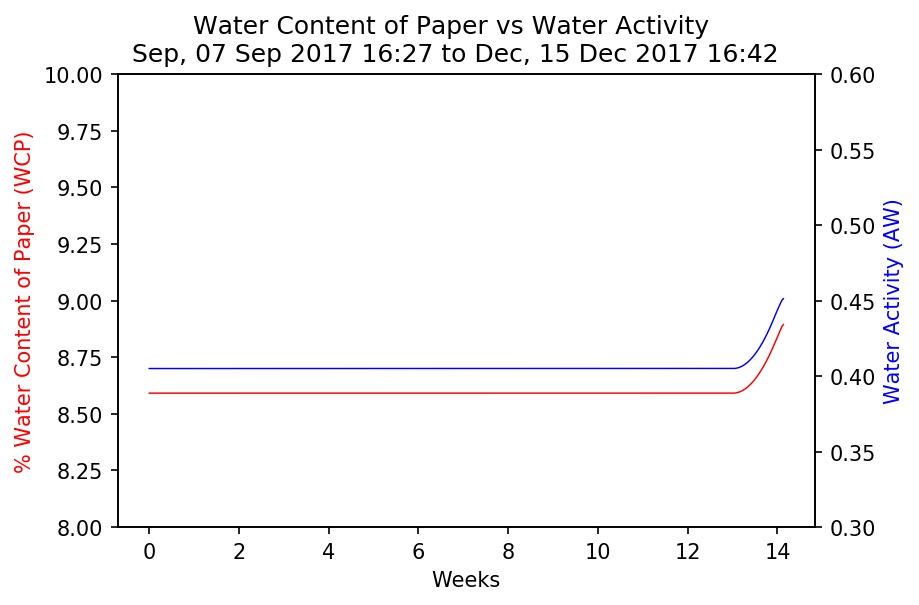 Water Content of Paper vs Water Activity
Sep, 07 Sep 2017 16:27 to Dec, 15 Dec 2017 16:42
% Water Content of Paper (WCP)
10.00
9.75
9.50
9.25
9.00
8.75
8.50
8.25
8.00
0.60
0.55
0.50
0.45
0.40
0.35
0.30
Water Activity (AW)
0 2 4 6 8 10 12 14
Weeks